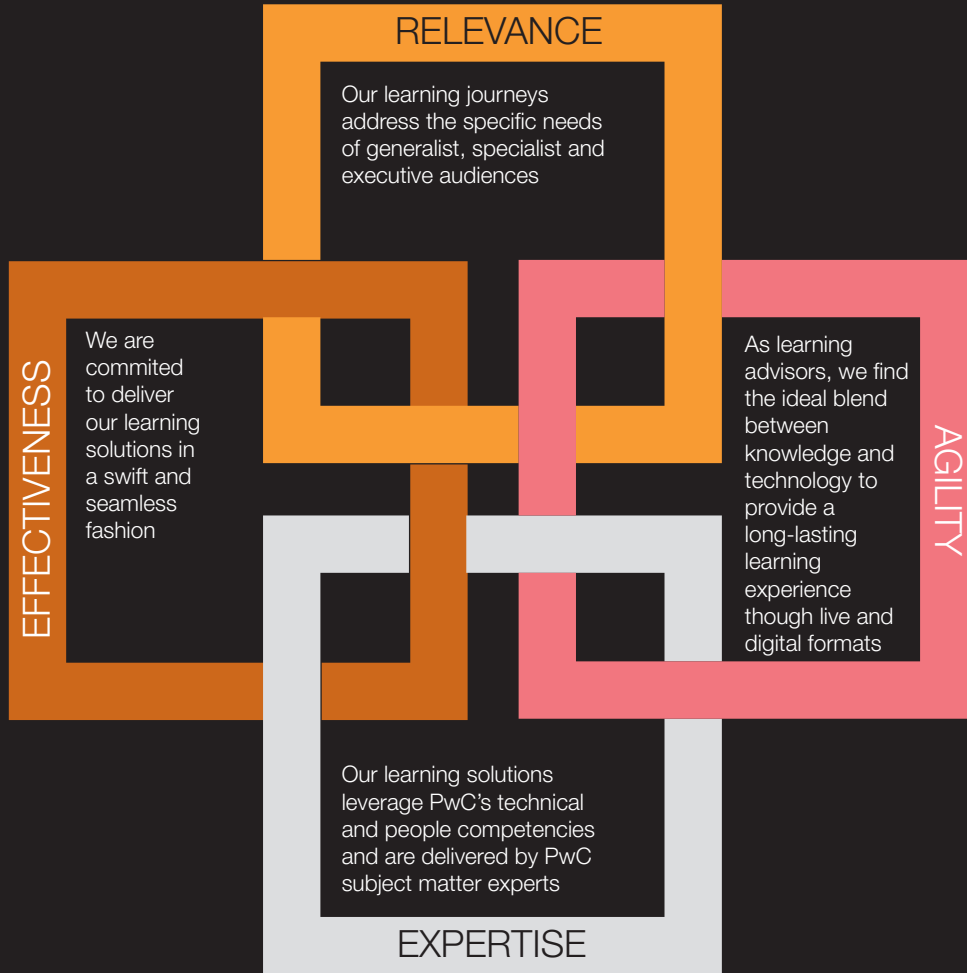 RELEVANCE
Our learning journeys
address the specific needs
of generalist, specialist and
executive audiences
EFFECTIVENESS
We are
commited
to deliver
our learning
solutions in
a swift and
seamless
fashion
As learning
advisors, we find
the ideal blend
between
knowledge and
technology to
provide a
long-lasting
learning
experience
though live and
digital formats
AGILITY
Our learning solutions
leverage PwC’s technical
and people competencies
and are delivered by PwC
subject matter experts
EXPERTISE